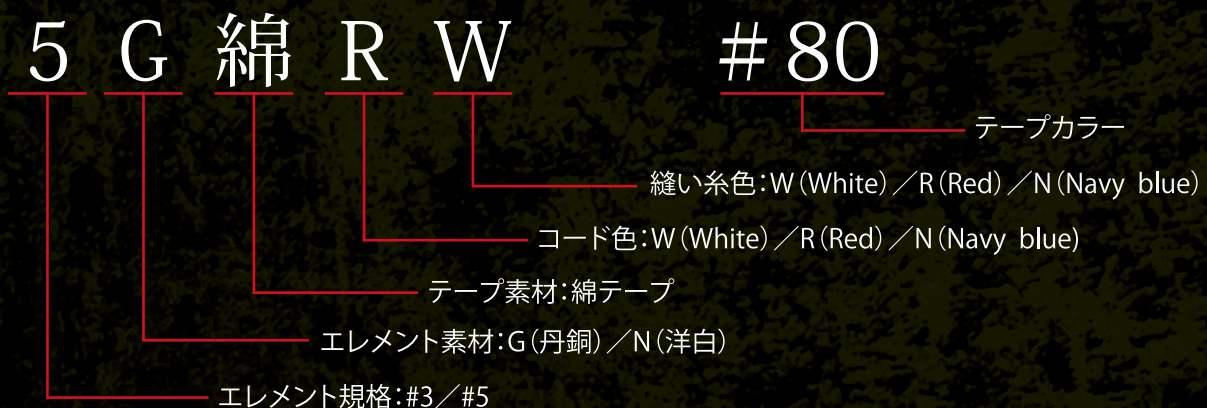 5 G 綿 R W #80
テープカラー
縫い糸色:W(White)/R(Red)/N(Navy blue)
コード色:W(White)/R(Red)/N(Navy blue)
テープ素材:綿テープ
エレメント素材:G(丹銅)/N(洋白)
エレメント規格:#3/#5